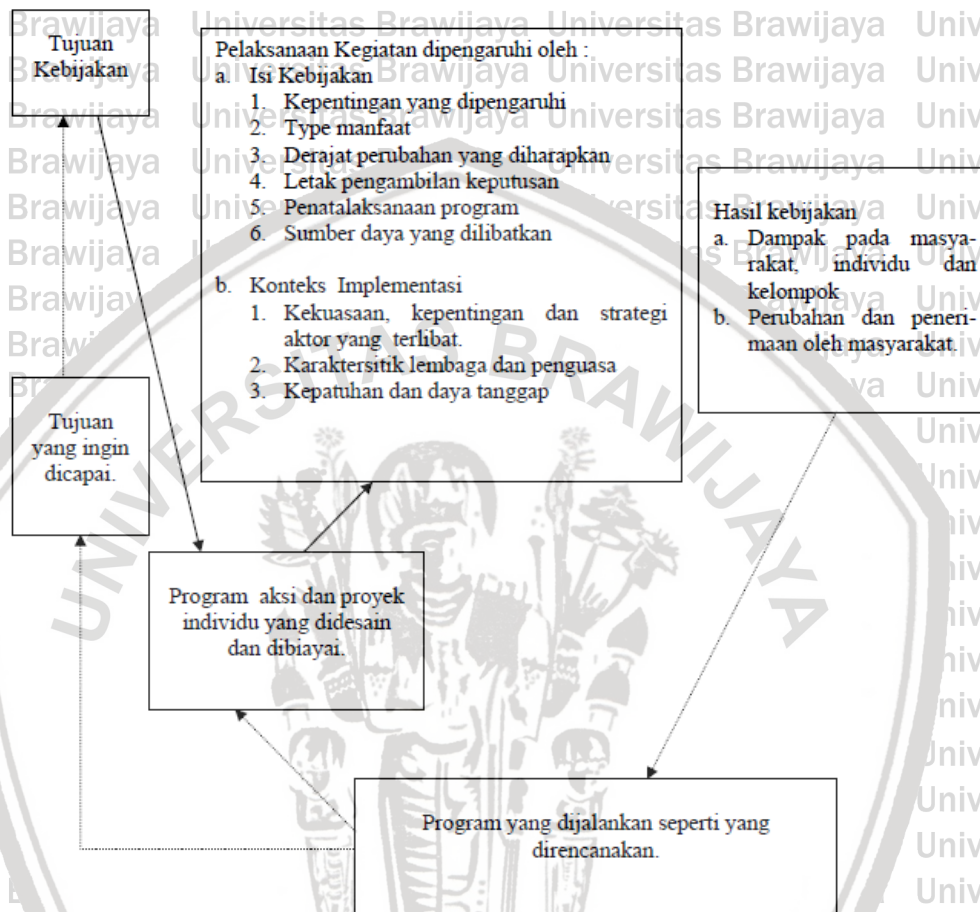 Tujuan
Kebijakan
Pelaksanaan Kegiatan dipengaruhi oleh :
a. Isi Kebijakan
1. Kepentingan yang dipengaruhi
2. Type manfaat
3. Derajat perubahan yang diharapkan
4. Letak pengambilan keputusan
5. Penatalaksanaan program
6. Sumber daya yang dilibatkan
b. Konteks Implementasi
1. Kekuasaan, kepentingan dan strategi
aktor yang terlibat.
2. Karaktersitik lembaga dan penguasa
3. Kepatuhan dan daya tanggap
Hasil kebijakan
a. Dampak pada masya-
rakat, individu dan
kelompok
b. Perubahan dan peneri-
maan oleh masyarakat.
Tujuan
yang ingin
dicapai.
Program aksi dan proyek
individu yang didesain
dan dibiayai.
Program yang dijalankan seperti yang
direncanakan.
UNIVERSITAS BRAWIJAYA